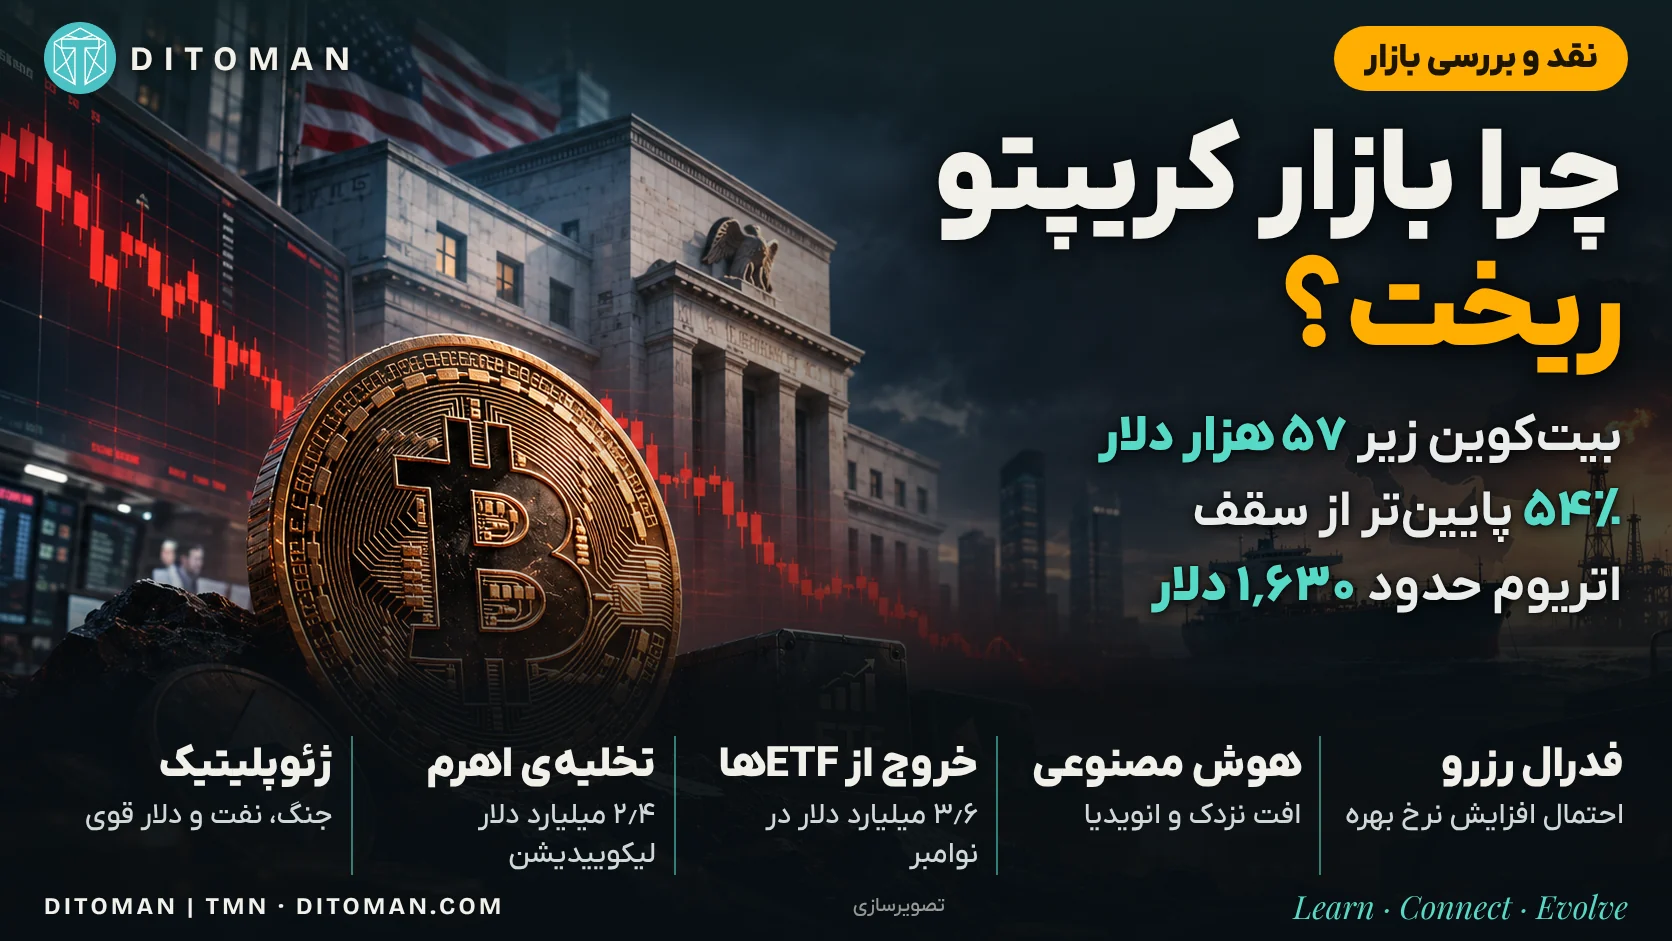 DITOMAN
نقد و بررسی بازار
چرا بازار کریپتو
ریخت؟
بیت‌کوین زیر ۵۷ هزار دلار
۵۴٪ پایین‌تر از سقف
اتریوم حدود ۱,۶۳۰ دلار
فدرال رزرو
احتمال افزایش نرخ بهره
هوش مصنوعی
افت نزدک و انویدیا
خروج از ETFها
۳٫۶ میلیارد دلار در
نوامبر
تخلیه‌ی اهرم
۲٫۴ میلیارد دلار
لیکوییدیشن
ژئوپلیتیک
جنگ، نفت و دلار قوی
DITOMAN | TMN · DITOMAN.COM
تصویرسازی
Learn · Connect · Evolve